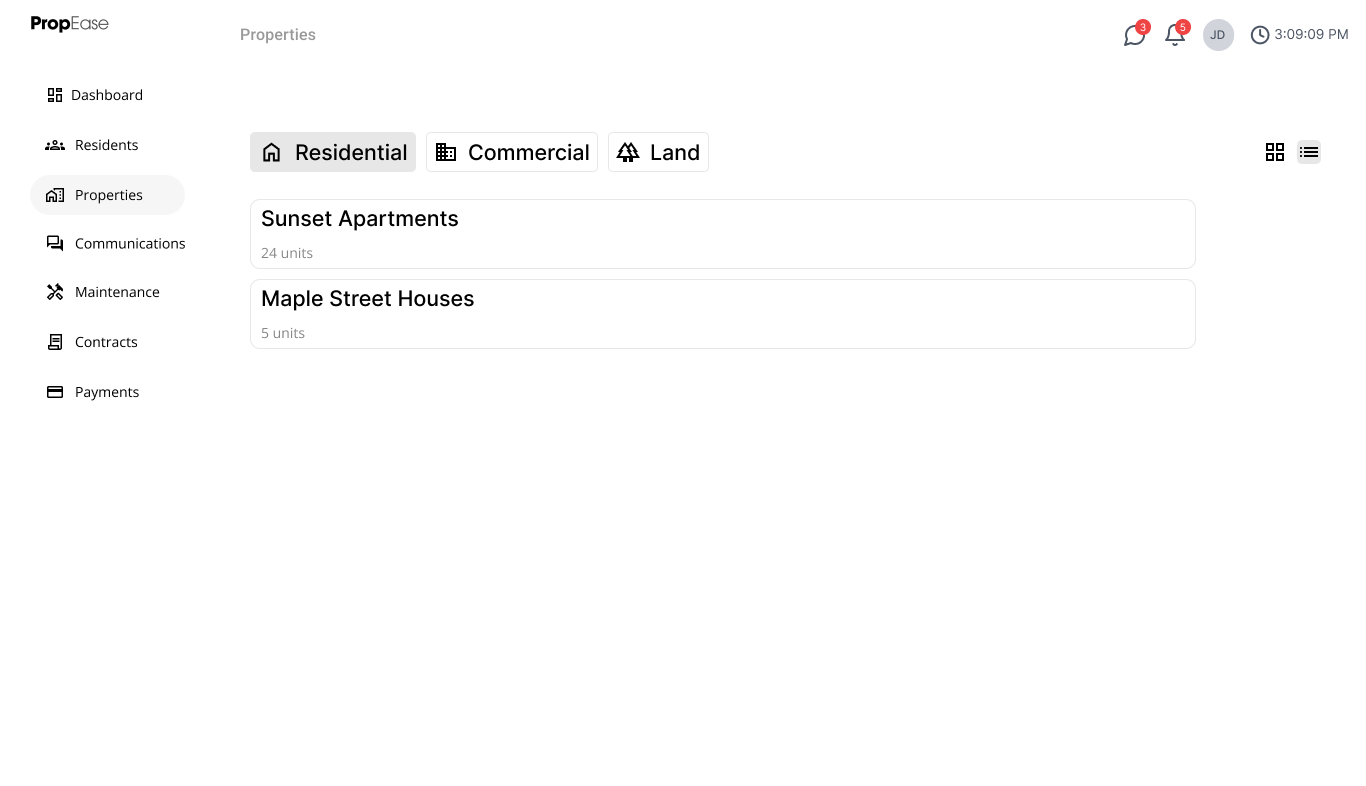 PropEase
Properties
3
5
JD
3:09:09 PM
Dashboard
Residents
Properties
Communications
Maintenance
Contracts
Payments
Residential
Commercial
Land
Sunset Apartments
24 units
Maple Street Houses
5 units